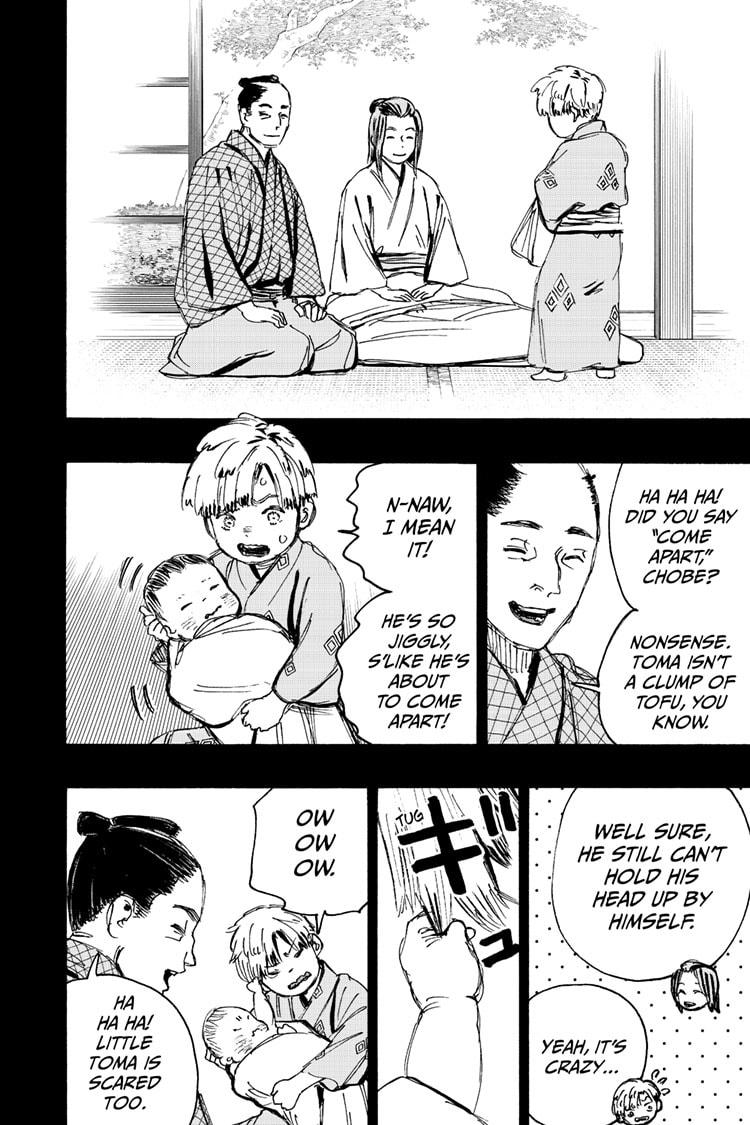 HA HA HA!
DID YOU SAY
"COME
APART,"
CHOBE?
NONSENSE.
TOMA ISN'T
A CLUMP OF
TOFU, YOU
KNOW.
N-NAW,
I MEAN
IT!
HE'S SO
JIGGLY,
S'LIKE HE'S
ABOUT
TO COME
APART!
WELL SURE,
HE STILL CAN'T
HOLD HIS
HEAD UP BY
HIMSELF.
YEAH, IT'S
CRAZY...
TUG
ギュ
OW
OW
OW.
HA
HA HA!
LITTLE
TOMA IS
SCARED
TOO.